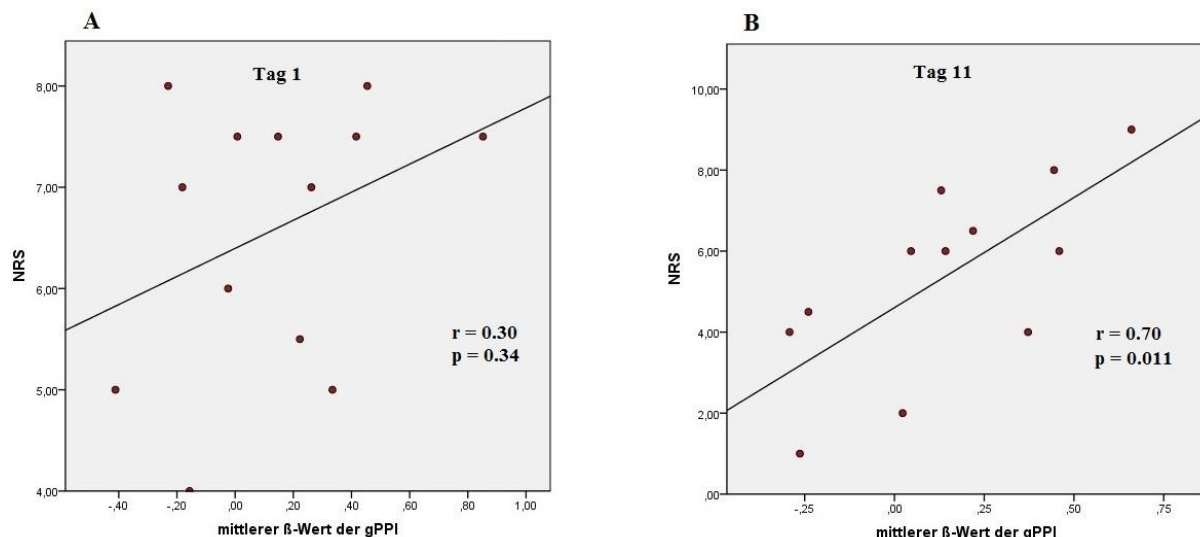 A
Tag 1
8,00
7,00
6,00
5,00
4,00
NRS
r = 0.30
p = 0.34
-,40
-,20
,00
,20
,40
,60
,80
1,00
mittlerer ß-Wert der gPPI
B
Tag 11
10,00
8,00
6,00
4,00
2,00
,00
NRS
r = 0.70
p = 0.011
-,25
,00
,25
,50
,75
mittlerer ß-Wert der gPPI